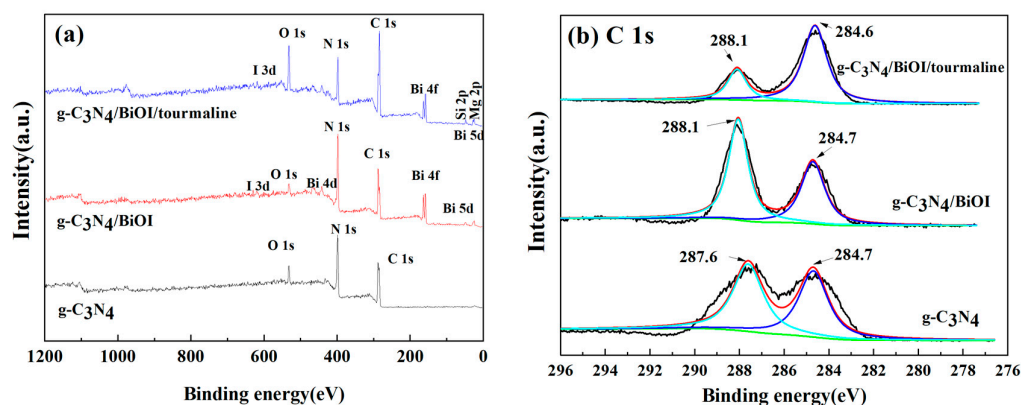 (a)
O 1s
C 1s
N 1s
I 3d
Bi 4f
Si 2p
Mg 2p
g-C3N4/BiOI/tourmaline
Bi 5d
N 1s
C 1s
O 1s
Bi 4f
I 3d
Bi 4d
Bi 5d
g-C3N4/BiOI
N 1s
O 1s
C 1s
g-C3N4
Intensity(a.u.)
1200 1000 800 600 400 200 0
Binding energy(eV)
(b) C 1s
284.6
288.1
g-C3N4/BiOI/tourmaline
288.1
284.7
g-C3N4/BiOI
287.6
284.7
g-C3N4
Intensity(a.u.)
296 294 292 290 288 286 284 282 280 278 276
Binding energy(eV)